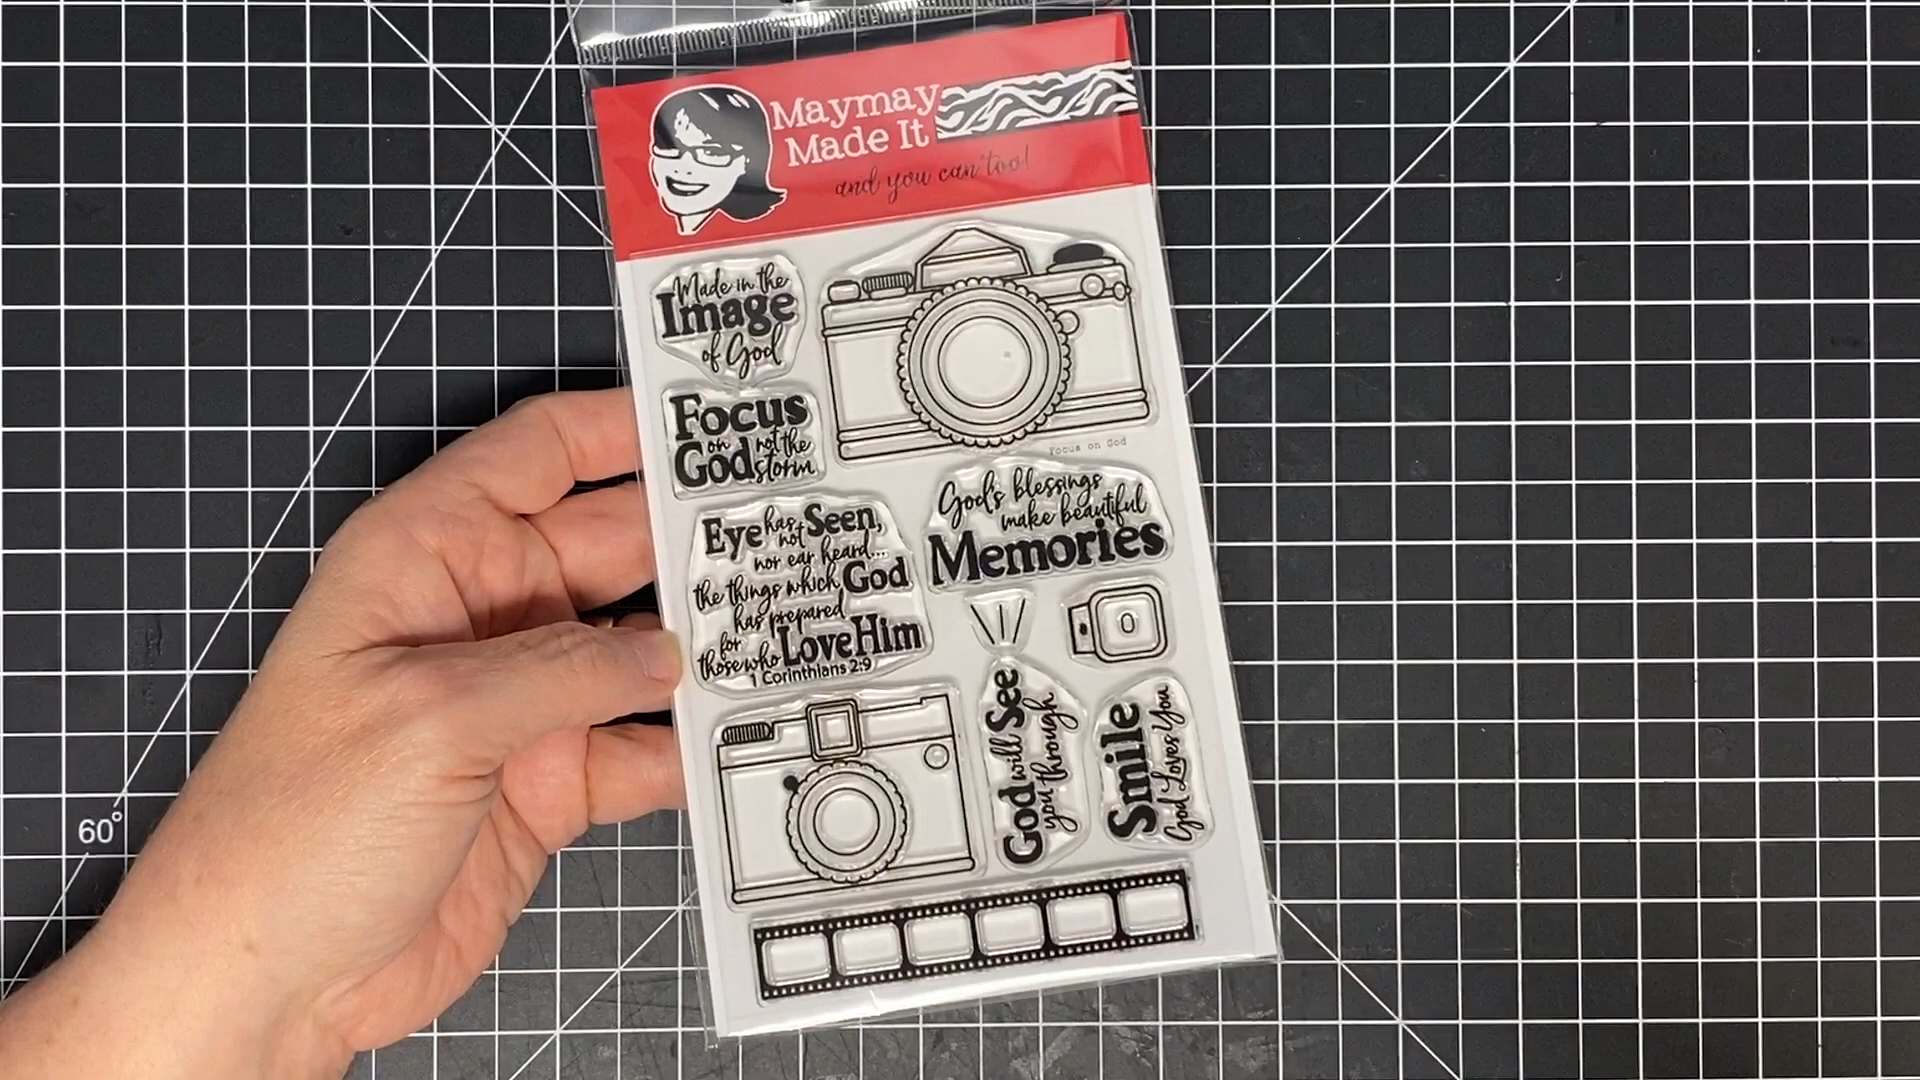 Maymay
Made It
and you can too!
Made in the
Image
of God
Focus
on not the
God storm
Focus on God
God's blessings
make beautiful
Memories
Eye has not Seen,
nor ear heard...
the things which God
has prepared
for
those who Love Him
1 Corinthians 2:9
0
God will See
you through
Smile
God Loves You
60°